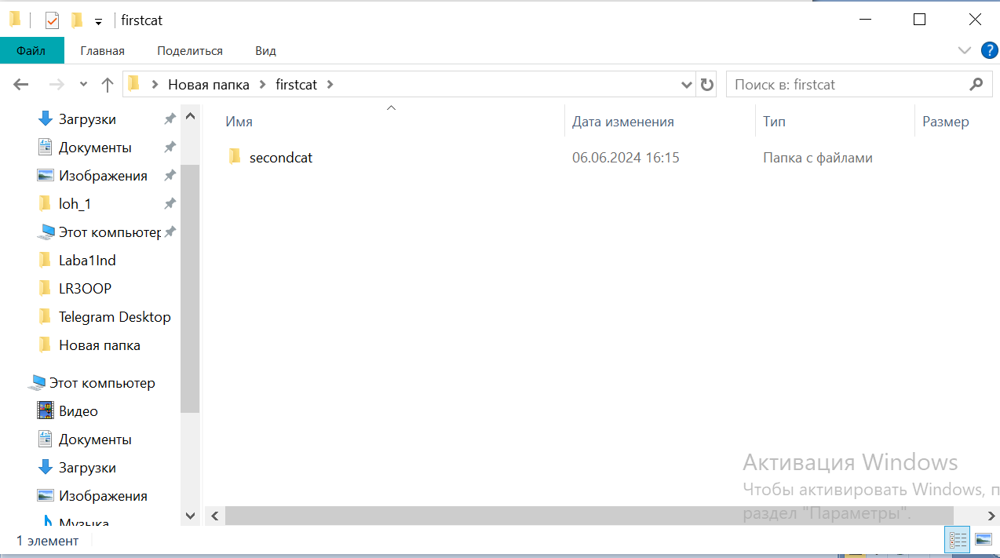 firstcat
Файл Главная Поделиться Вид
Новая папка firstcat Поиск в: firstcat
Имя Дата изменения Тип Размер
secondcat 06.06.2024 16:15 Папка с файлами
Загрузки
Документы
Изображения
loh_1
Этот компьютер
Laba1Ind
LR3OOP
Telegram Desktop
Новая папка
Этот компьютер
Видео
Документы
Загрузки
Изображения
Музыка
Активация Windows
Чтобы активировать Windows, п
раздел "Параметры".
1 элемент